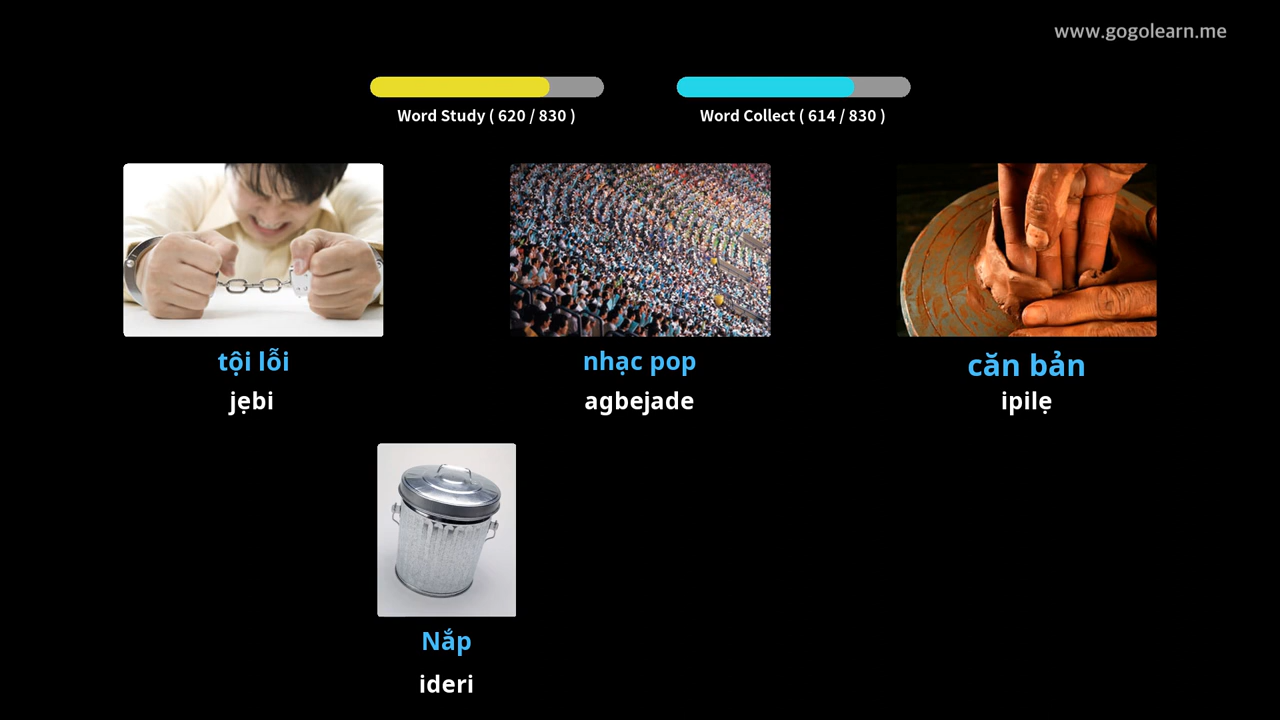 www.gogolearn.me
Word Study ( 620 / 830 )
Word Collect ( 614 / 830 )
tội lỗi
nhạc pop
căn bản
jẹbi
agbejade
ipilẹ
Nắp
ideri